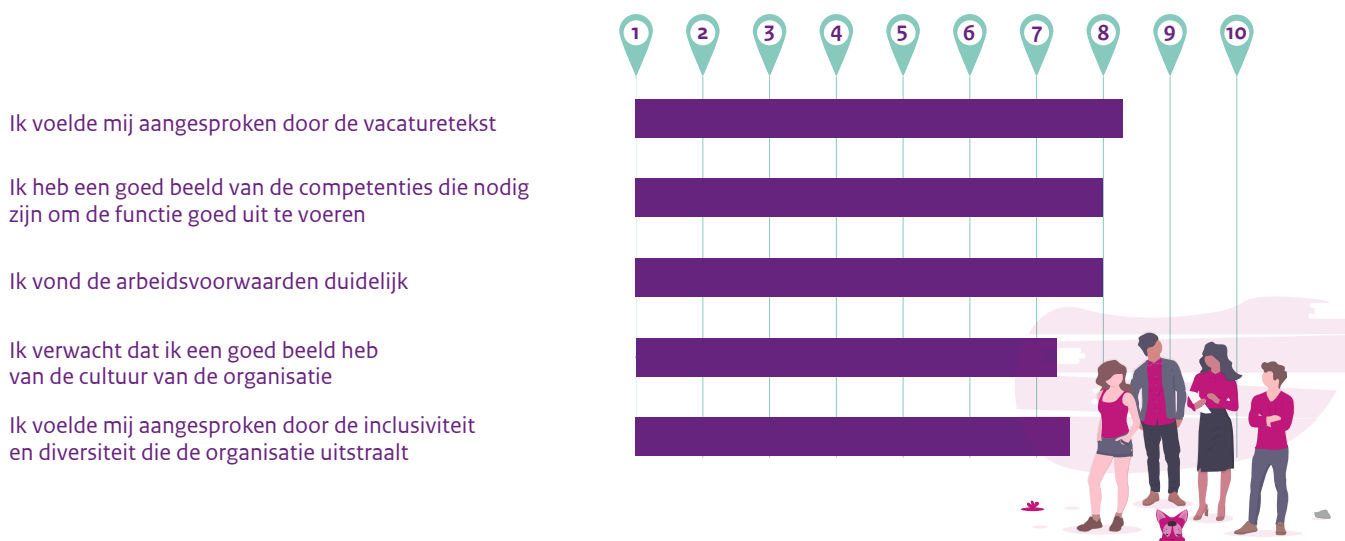 1 2 3 4 5 6 7 8 9 10
Ik voelde mij aangesproken door de vacaturetekst
Ik heb een goed beeld van de competenties die nodig
zijn om de functie goed uit te voeren
Ik vond de arbeidsvoorwaarden duidelijk
Ik verwacht dat ik een goed beeld heb
van de cultuur van de organisatie
Ik voelde mij aangesproken door de inclusiviteit
en diversiteit die de organisatie uitstraalt